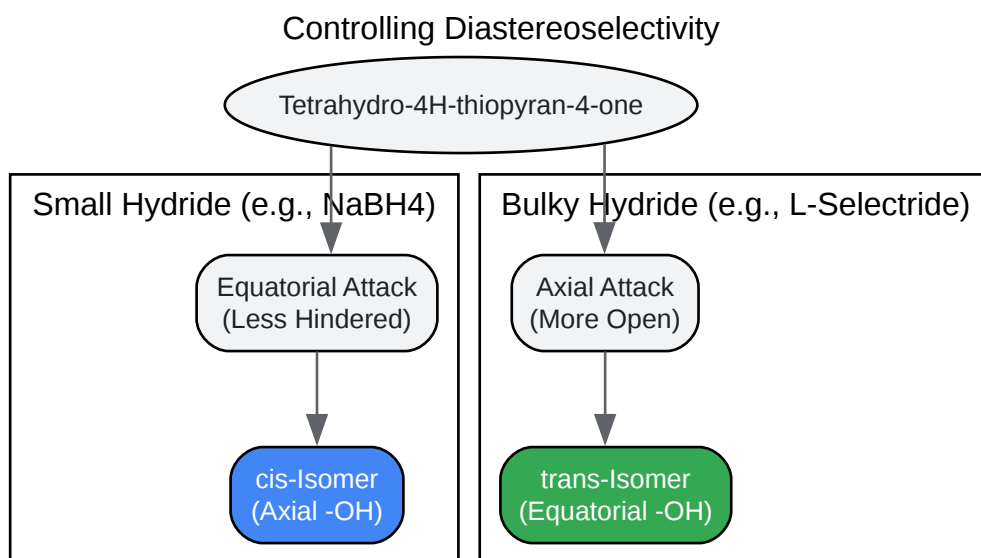 Controlling Diastereoselectivity
Tetrahydro-4H-thiopyran-4-one
Small Hydride (e.g., NaBH4)
Equatorial Attack
(Less Hindered)
cis-Isomer
(Axial -OH)
Bulky Hydride (e.g., L-Selectride)
Axial Attack
(More Open)
trans-Isomer
(Equatorial -OH)